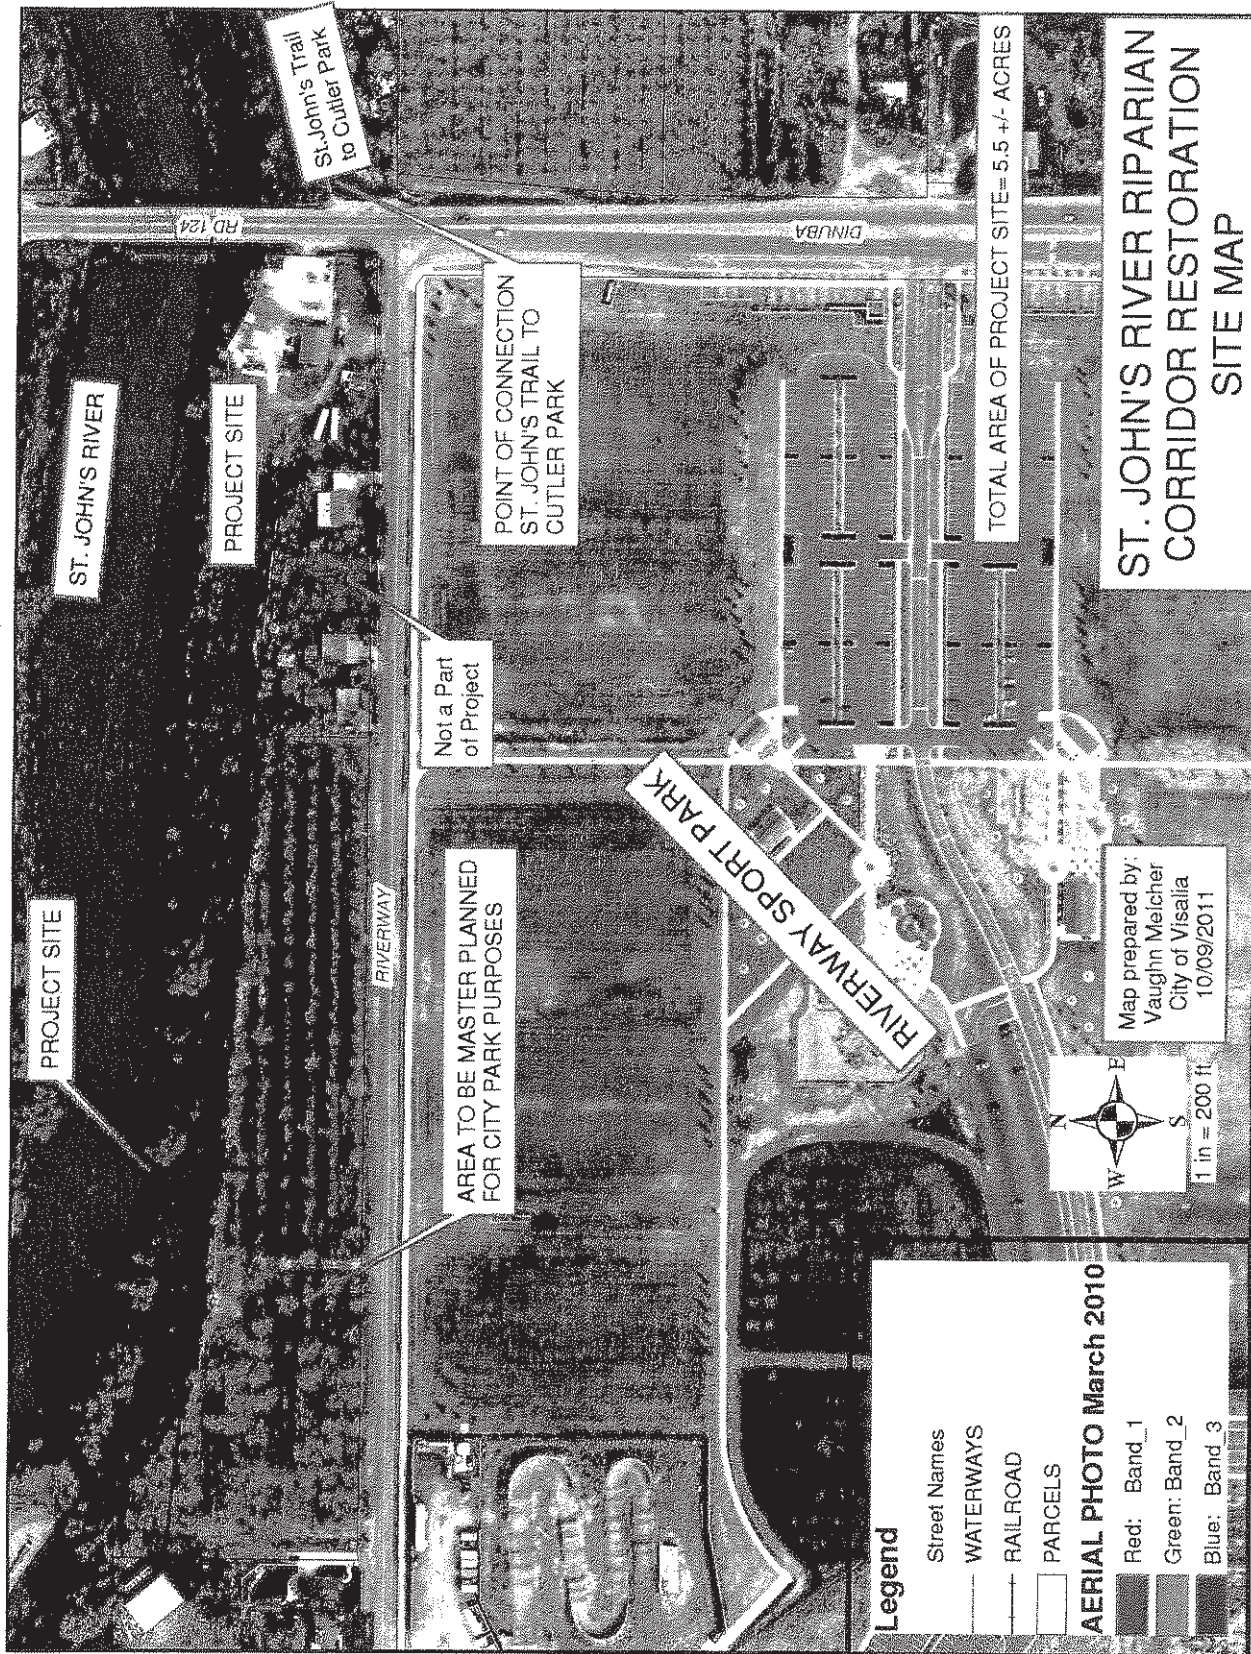 PROJECT SITE
ST. JOHN'S RIVER
PROJECT SITE
St.John's Trail
to Cutler Park
RD 124
DINUBA
RIVERWAY
AREA TO BE MASTER PLANNED
FOR CITY PARK PURPOSES
Not a Part
of Project
POINT OF CONNECTION
ST. JOHN'S TRAIL TO
CUTLER PARK
RIVERWAY SPORT PARK
TOTAL AREA OF PROJECT SITE= 5.5 +/- ACRES
Legend
Street Names
WATERWAYS
RAILROAD
PARCELS
AERIAL PHOTO March 2010
Red: Band_1
Green: Band_2
Blue: Band_3
N
W
E
S
1 in = 200 ft
Map prepared by:
Vaughn Melcher
City of Visalia
10/09/2011
ST. JOHN'S RIVER RIPARIAN
CORRIDOR RESTORATION
SITE MAP